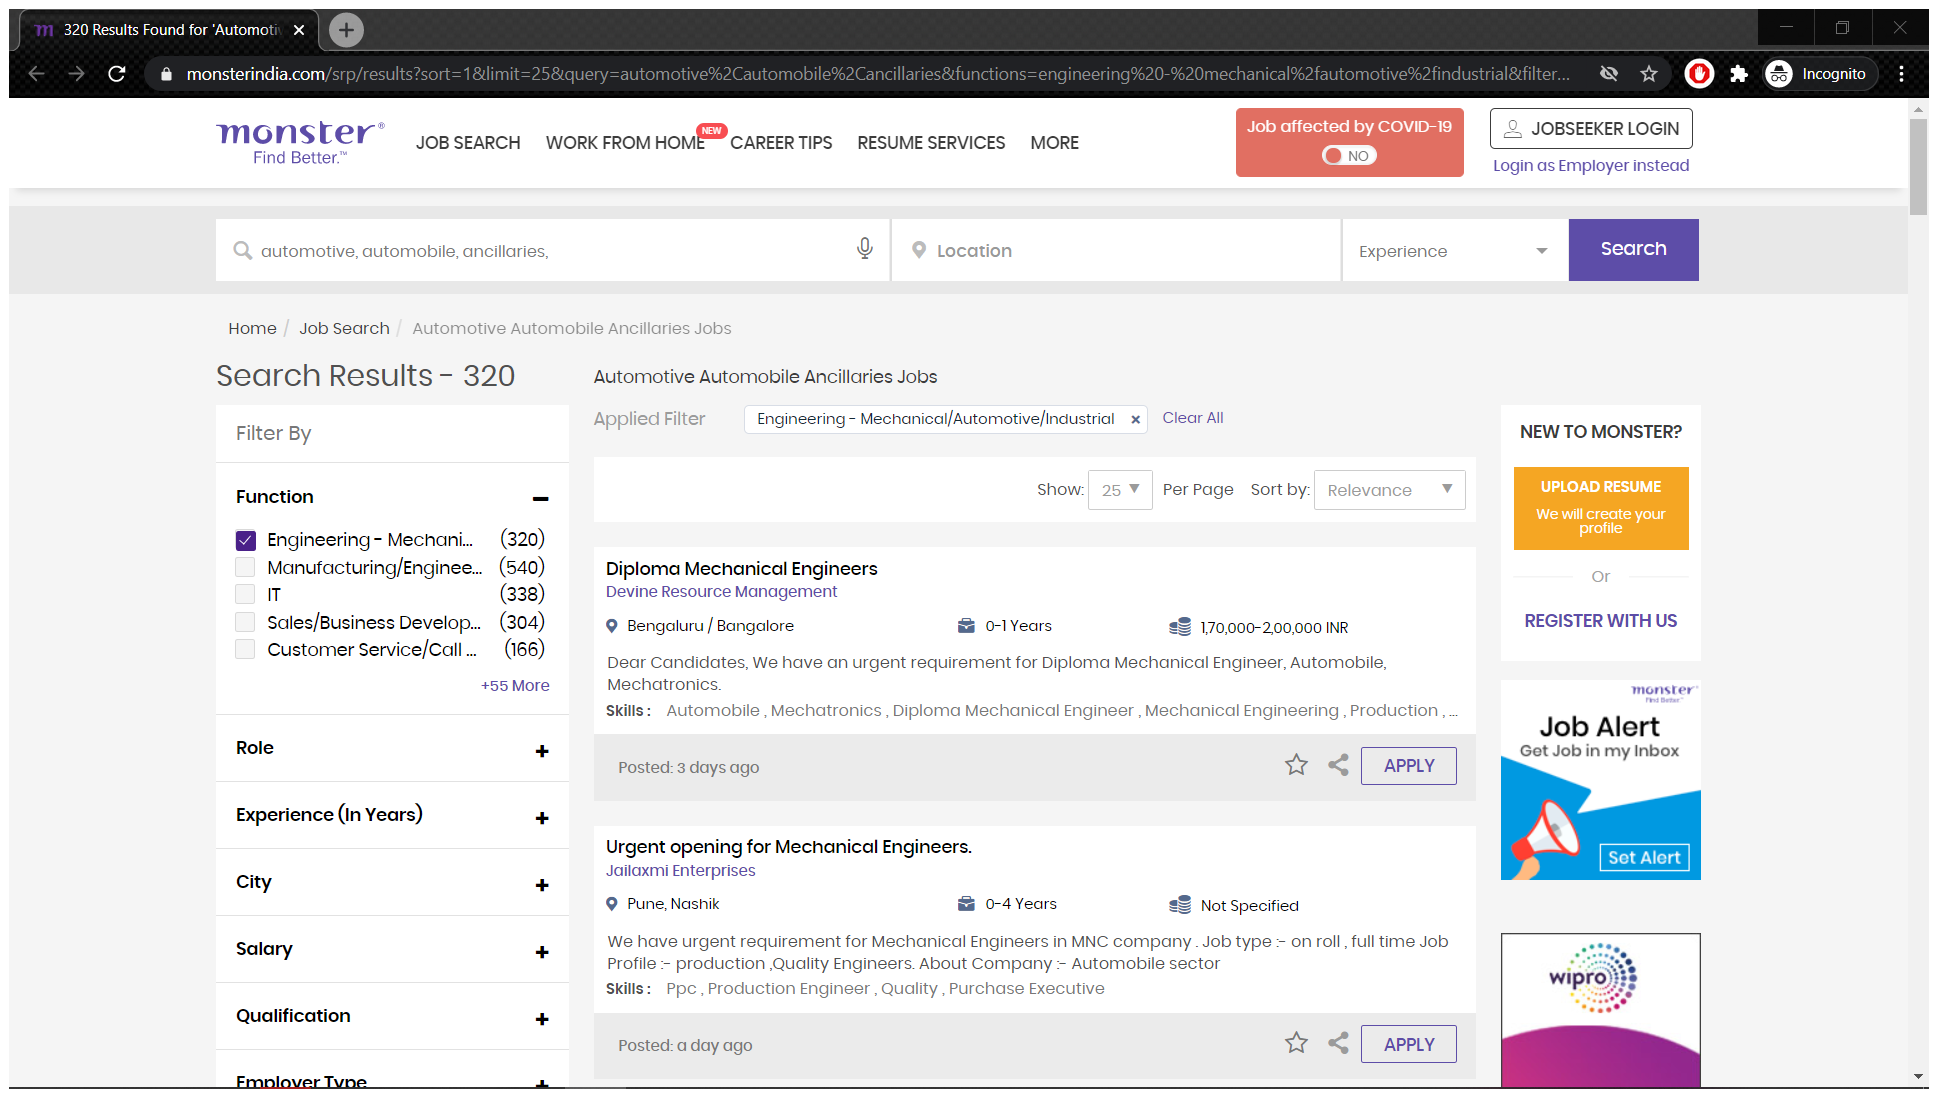 320 Results Found for 'Automoti
monsterindia.com/srp/results?sort=1&limit=25&query=automotive%2Cautomobile%2Cancillaries&functions=engineering%20-%20mechanical%2fautomotive%2findustrial&filter...
Incognito
monster®
Find Better.™
JOB SEARCH
WORK FROM HOME
NEW
CAREER TIPS
RESUME SERVICES
MORE
Job affected by COVID-19
NO
JOBSEEKER LOGIN
Login as Employer instead
automotive, automobile, ancillaries,
Location
Experience
Search
Home / Job Search / Automotive Automobile Ancillaries Jobs
Search Results - 320
Filter By
Function
Engineering - Mechani... (320)
Manufacturing/Enginee... (540)
IT (338)
Sales/Business Develop... (304)
Customer Service/Call ... (166)
+55 More
Role
Experience (In Years)
City
Salary
Qualification
Employer Type
Automotive Automobile Ancillaries Jobs
Applied Filter
Engineering - Mechanical/Automotive/Industrial ×
Clear All
Show: 25 Per Page Sort by: Relevance
Diploma Mechanical Engineers
Devine Resource Management
Bengaluru / Bangalore
0-1 Years
1,70,000-2,00,000 INR
Dear Candidates, We have an urgent requirement for Diploma Mechanical Engineer, Automobile,
Mechatronics.
Skills : Automobile , Mechatronics , Diploma Mechanical Engineer , Mechanical Engineering , Production , ...
Posted: 3 days ago
APPLY
Urgent opening for Mechanical Engineers.
Jailaxmi Enterprises
Pune, Nashik
0-4 Years
Not Specified
We have urgent requirement for Mechanical Engineers in MNC company . Job type :- on roll , full time Job
Profile :- production ,Quality Engineers. About Company :- Automobile sector
Skills : Ppc , Production Engineer , Quality , Purchase Executive
Posted: a day ago
APPLY
NEW TO MONSTER?
UPLOAD RESUME
We will create your
profile
Or
REGISTER WITH US
monster
Find Better
Job Alert
Get Job in my Inbox
Set Alert
wipro